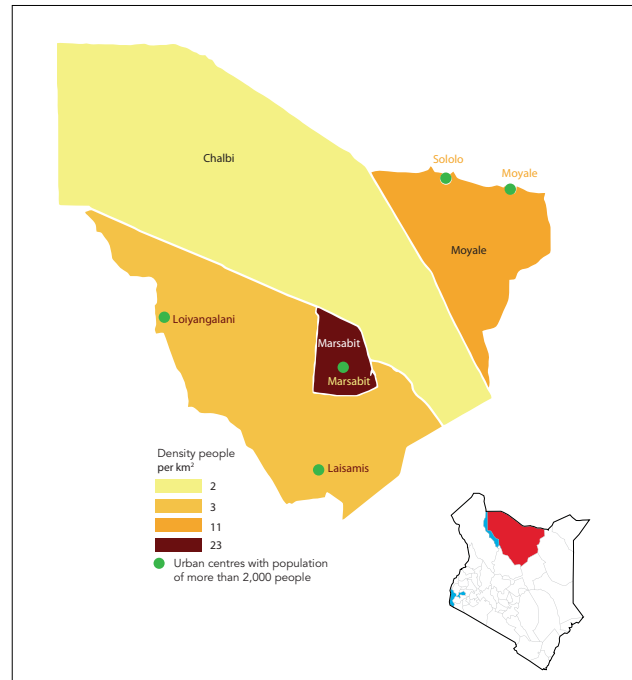 Chalbi
Sololo
Moyale
Moyale
Loiyangalani
Marsabit
Marsabit
Laisamis
Density people
per km²
2
3
11
23
Urban centres with population
of more than 2,000 people